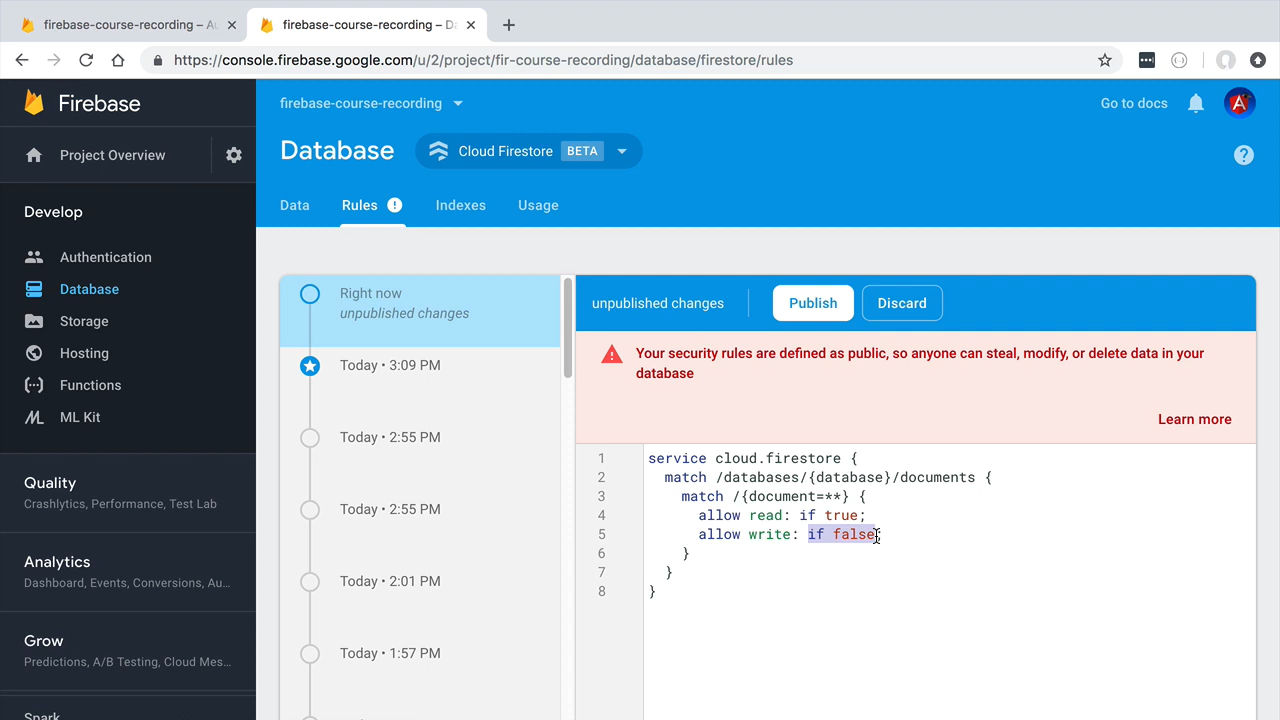 firebase-course-recording – Au
firebase-course-recording – Da
https://console.firebase.google.com/u/2/project/fir-course-recording/database/firestore/rules
Firebase
firebase-course-recording
Go to docs
Project Overview
Database
Cloud Firestore BETA
Data
Rules
Indexes
Usage
Develop
Authentication
Database
Storage
Hosting
Functions
ML Kit
Quality
Crashlytics, Performance, Test Lab
Analytics
Dashboard, Events, Conversions, Au...
Grow
Predictions, A/B Testing, Cloud Mes...
Spark
Right now
unpublished changes
Today • 3:09 PM
Today • 2:55 PM
Today • 2:55 PM
Today • 2:01 PM
Today • 1:57 PM
unpublished changes
Publish
Discard
Your security rules are defined as public, so anyone can steal, modify, or delete data in your
database
Learn more
1 service cloud.firestore {
2 match /databases/{database}/documents {
3 match /{document=**} {
4 allow read: if true;
5 allow write: if false;
6 }
7 }
8 }